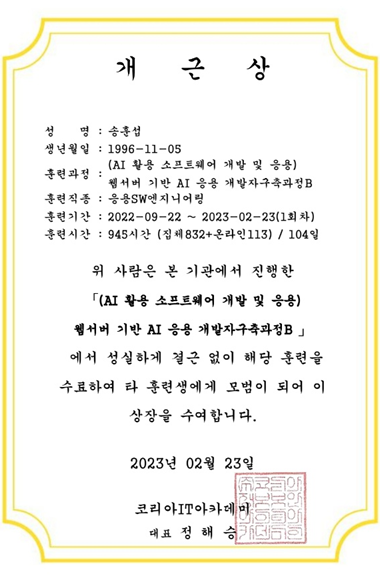 개 근 상
성 명 : 송훈섭
생년월일 : 1996-11-05
훈련과정 : (AI 활용 소프트웨어 개발 및 응용)
웹서버 기반 AI 응용 개발자구축과정B
훈련직종 : 응용SW엔지니어링
훈련기간 : 2022-09-22 ~ 2023-02-23(1회차)
훈련시간 : 945시간 (집체832+온라인113) / 104일
위 사람은 본 기관에서 진행한
「(AI 활용 소프트웨어 개발 및 응용)
웹서버 기반 AI 응용 개발자구축과정B 」
에서 성실하게 결근 없이 해당 훈련을
수료하여 타 훈련생에게 모범이 되어 이
상장을 수여합니다.
2023년 02월 23일
코리아IT아카데미
대표 정 해 승